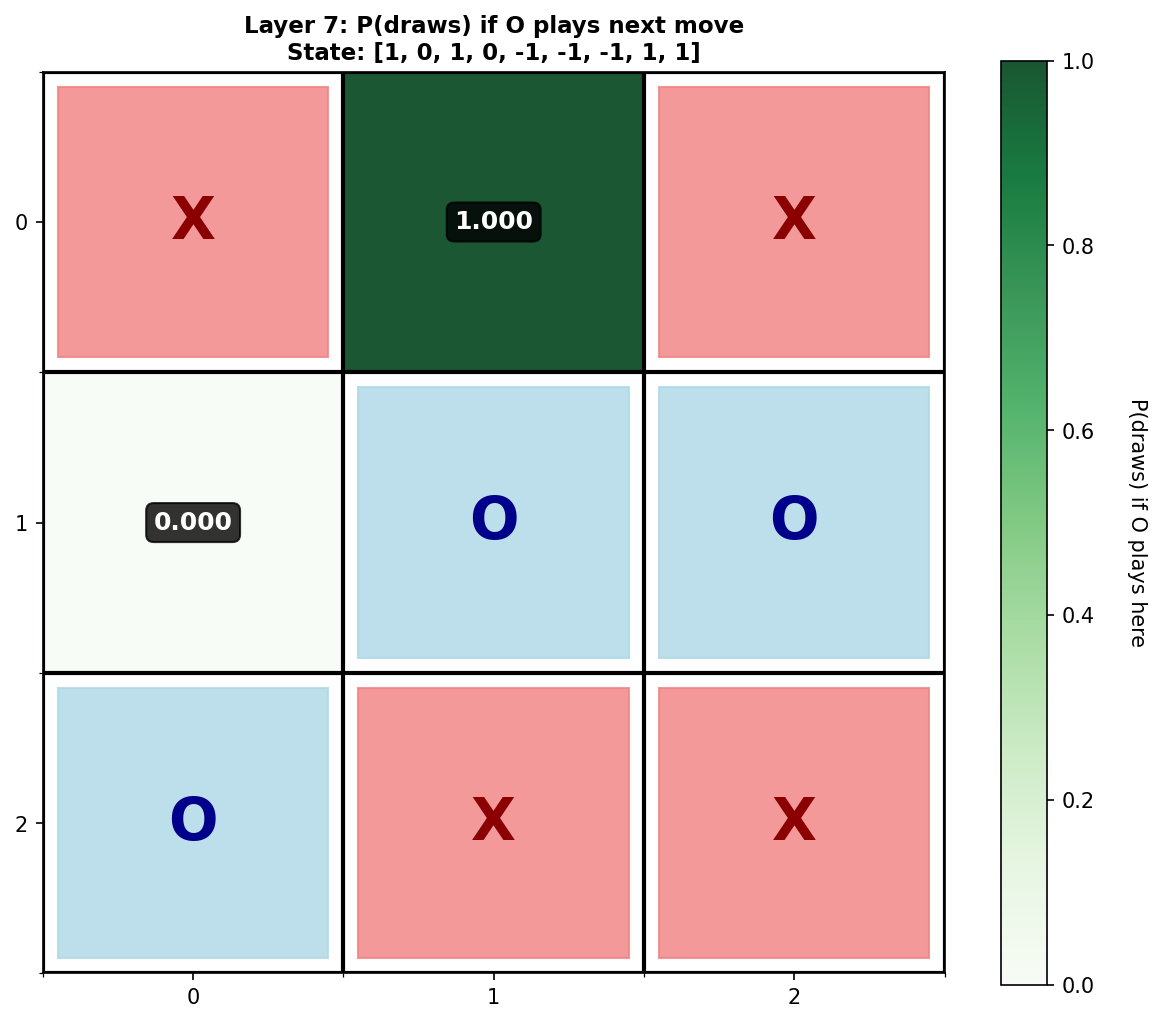 Layer 7: P(draws) if O plays next move
State: [1, 0, 1, 0, -1, -1, -1, 1, 1]
X
1.000
X
0
0.000
O
O
1
O
X
X
2
0
1
2
1.0
0.8
0.6
0.4
0.2
0.0
P(draws) if O plays here